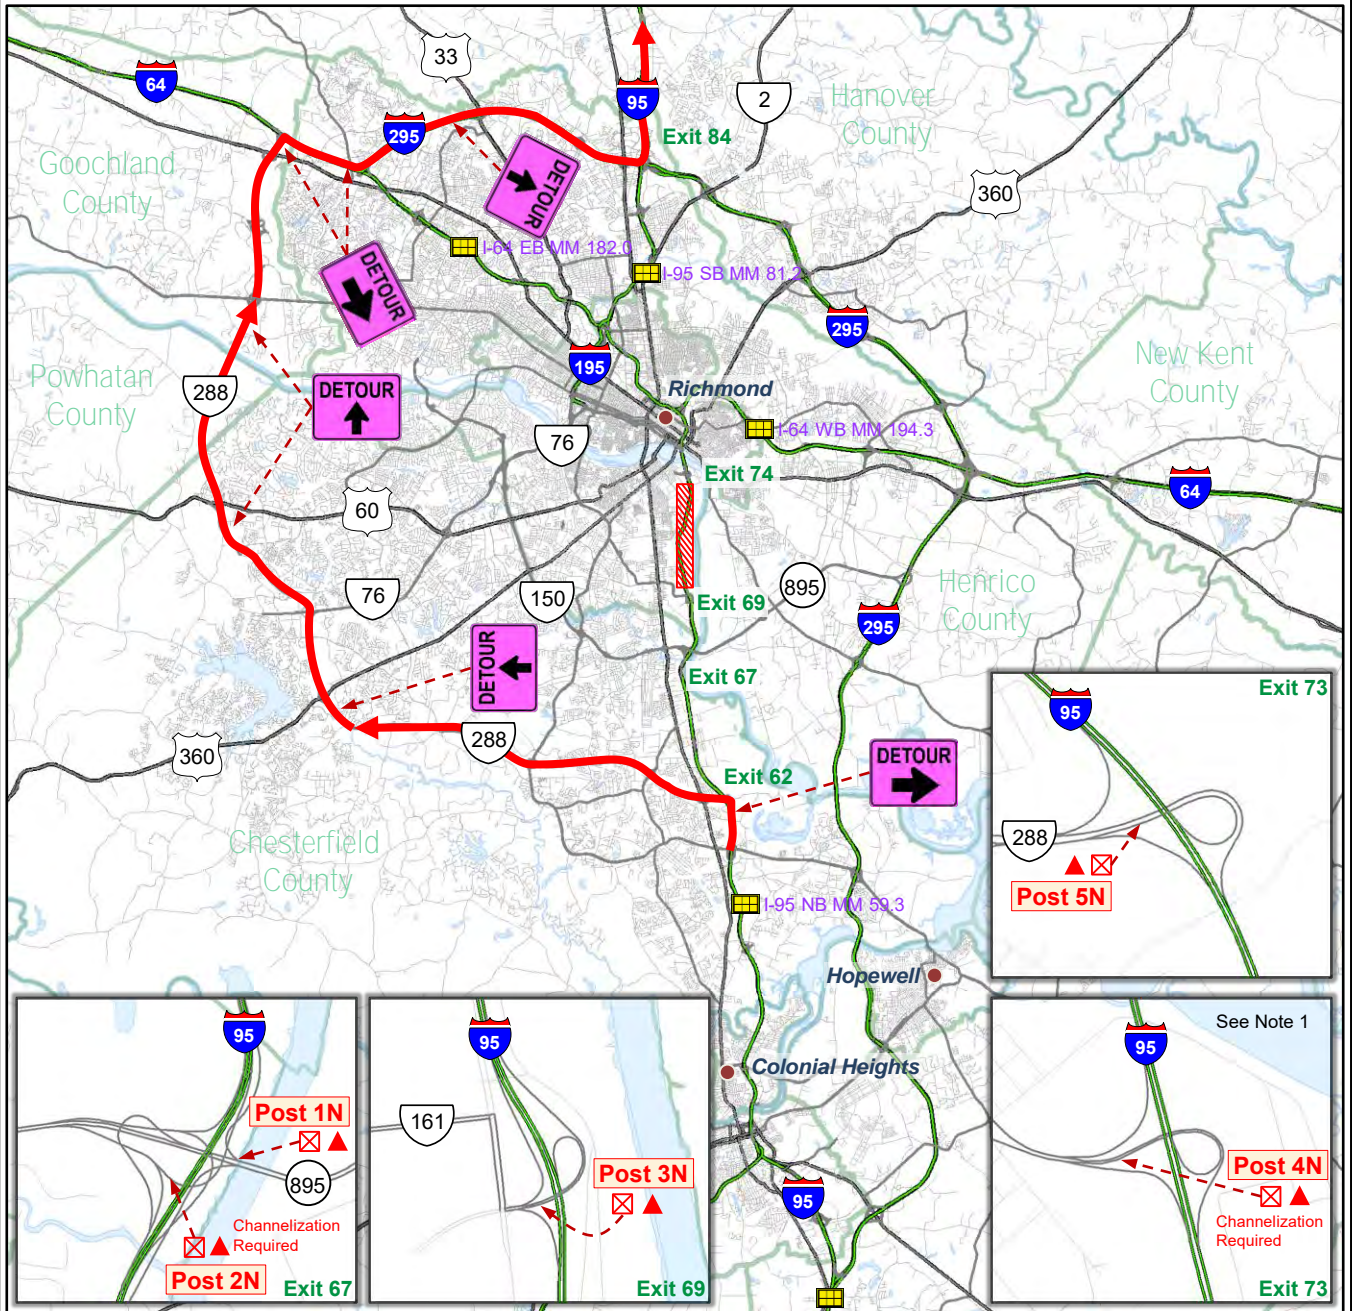 33
64
95
2
Hanover
County
295
Exit 84
DETOUR
Goochland
County
360
I-64 EB MM 182.0
I-95 SB MM 81.2
DETOUR
295
New Kent
County
195
Powhatan
County
288
Richmond
DETOUR
76
I-64 WB MM 194.3
Exit 74
64
60
76
150
895
Henrico
County
Exit 69
295
DETOUR
Exit 67
288
360
Exit 62
DETOUR
Chesterfield
County
I-95 NB MM 59.3
Hopewell
Colonial Heights
95
Exit 73
95
288
Post 5N
95
Post 1N
895
Channelization
Required
Post 2N
Exit 67
95
161
Post 3N
Exit 69
See Note 1
95
Post 4N
Channelization
Required
Exit 73